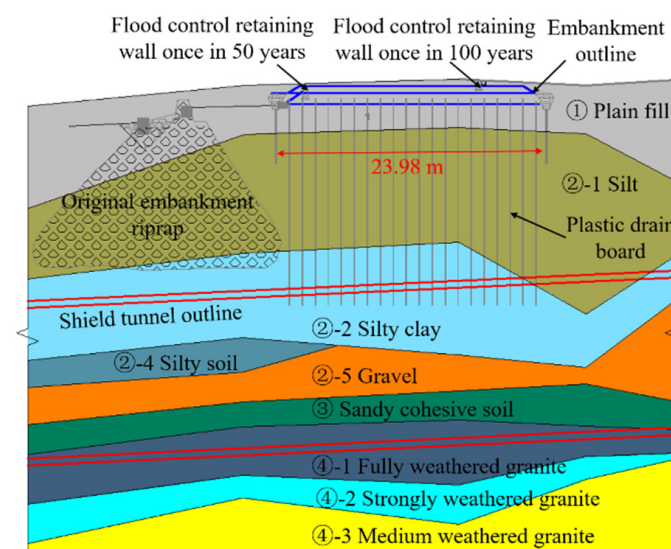 Flood control retaining
wall once in 50 years
Flood control retaining
wall once in 100 years
Embankment
outline
① Plain fill
23.98 m
②-1 Silt
Original embankment
riprap
Plastic drain
board
Shield tunnel outline
②-2 Silty clay
②-4 Silty soil
②-5 Gravel
③ Sandy cohesive soil
④-1 Fully weathered granite
④-2 Strongly weathered granite
④-3 Medium weathered granite